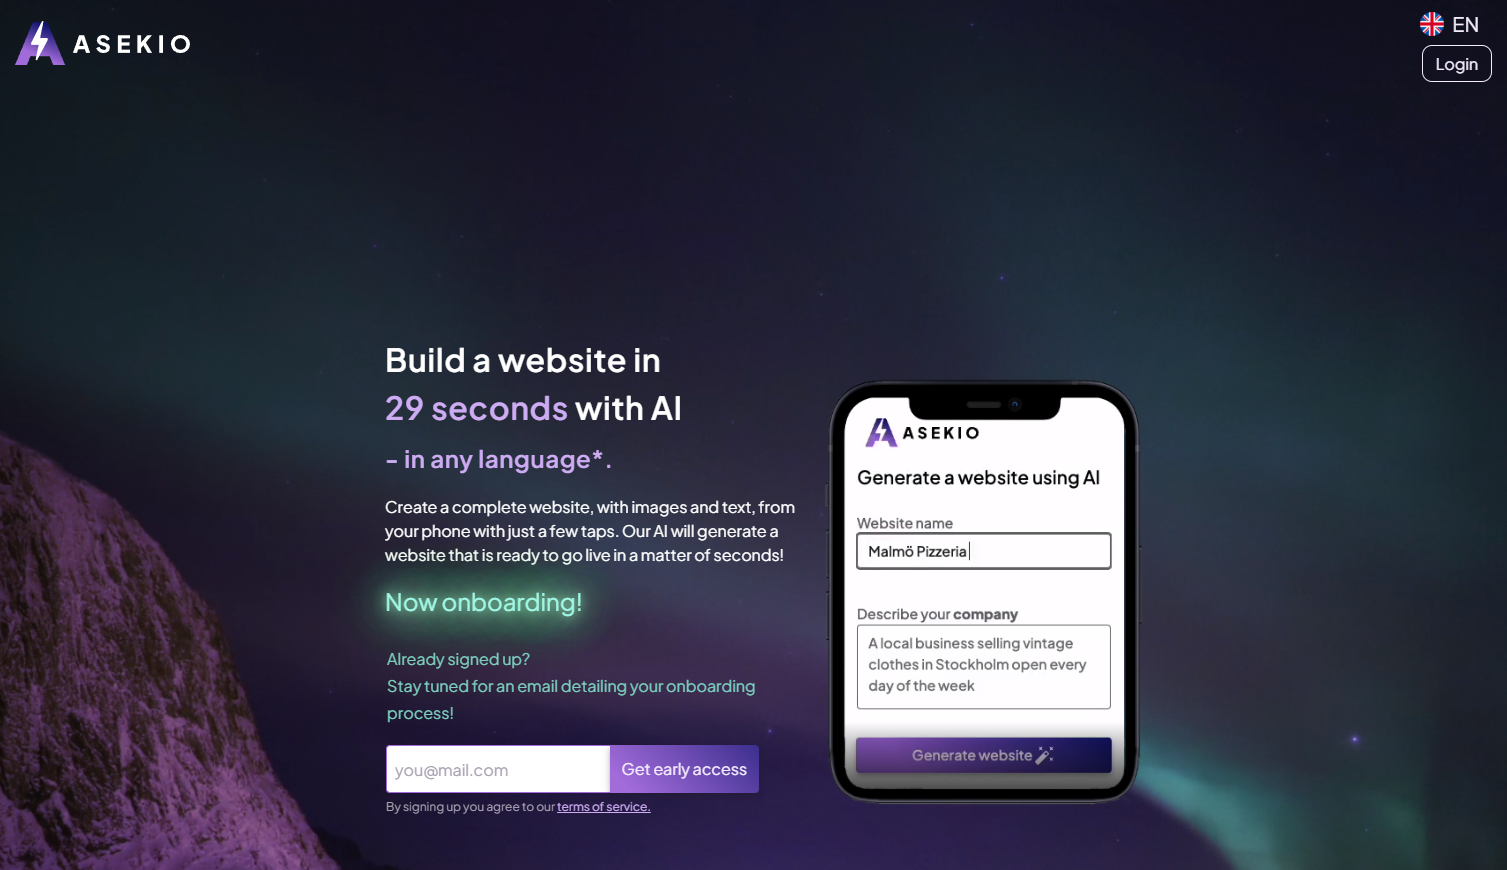 ASEKIO
EN
Login
Build a website in
29 seconds with AI
- in any language*.
Create a complete website, with images and text, from
your phone with just a few taps. Our AI will generate a
website that is ready to go live in a matter of seconds!
Now onboarding!
Already signed up?
Stay tuned for an email detailing your onboarding
process!
you@mail.com
Get early access
By signing up you agree to our terms of service.
ASEKIO
Generate a website using AI
Website name
Malmö Pizzeria
Describe your company
A local business selling vintage
clothes in Stockholm open every
day of the week
Generate website